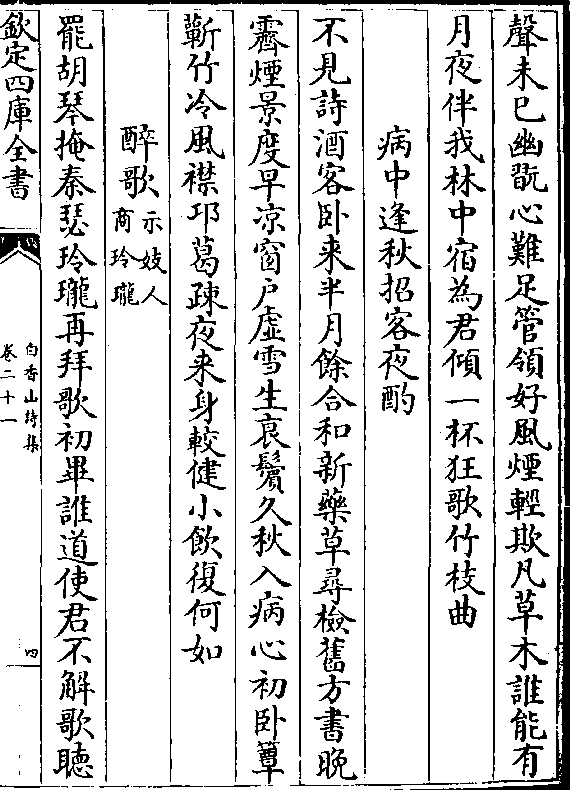 聲未已幽翫心難足管領好風煙輕欺凡草木誰能有
月夜伴我林中宿為君傾一杯狂歌竹枝曲
病中逢秋招客夜酌
不見詩酒客卧来半月餘合和新藥草尋檢舊方書晚
霽煙景度早凉窗戶虛雪生衰鬢久秋入病心初卧簟
蘄竹冷風襟邛葛疎夜来身較健小飲復何如
醉歌示妓人商玲瓏
罷胡琴掩秦瑟玲瓏再拜歌初畢誰道使君不解歌聽
欽定四庫全書
白香山詩集
卷二十一
四